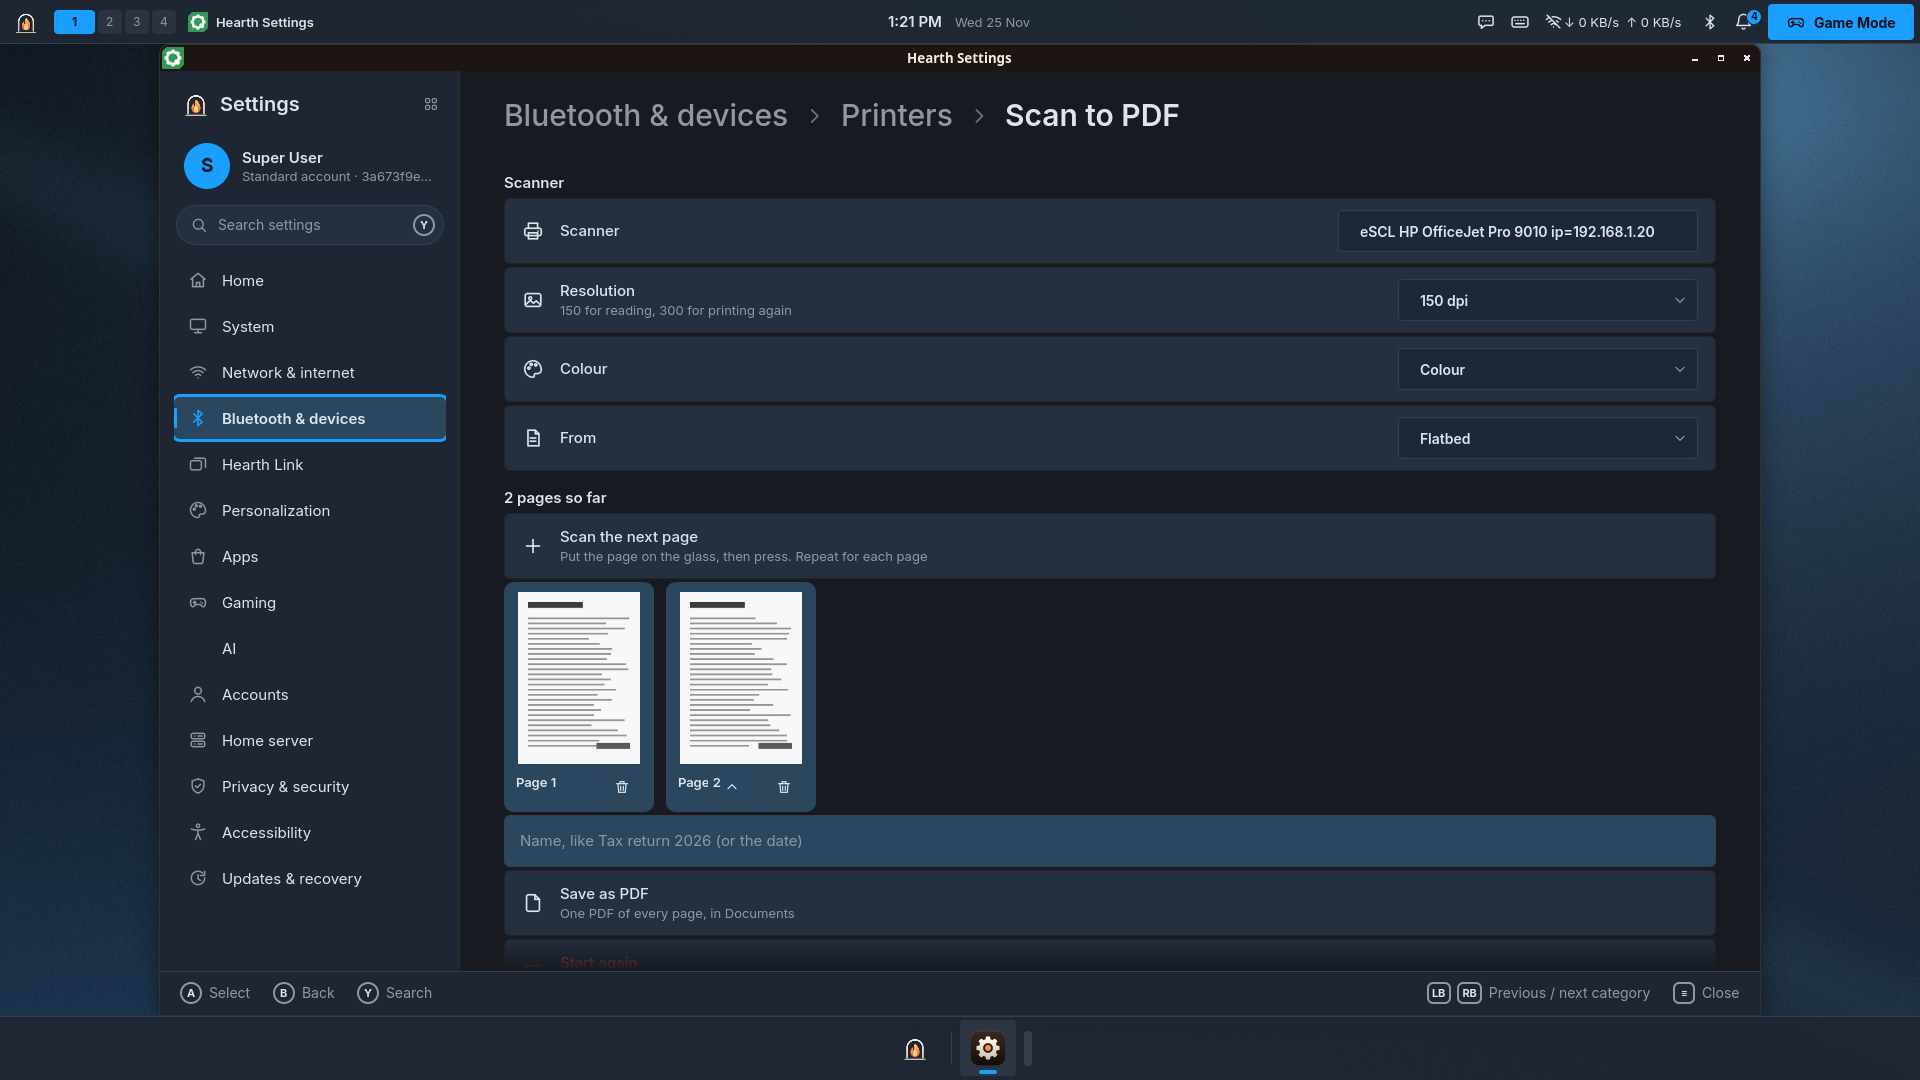 1 2 3 4 Hearth Settings
1:21 PM Wed 25 Nov
↓ 0 KB/s ↑ 0 KB/s
4
Game Mode
Hearth Settings
Settings
S
Super User
Standard account · 3a673f9e...
Search settings Y
Home
System
Network & internet
Bluetooth & devices
Hearth Link
Personalization
Apps
Gaming
AI
Accounts
Home server
Privacy & security
Accessibility
Updates & recovery
Bluetooth & devices > Printers > Scan to PDF
Scanner
Scanner
eSCL HP OfficeJet Pro 9010 ip=192.168.1.20
Resolution
150 for reading, 300 for printing again
150 dpi
Colour
Colour
From
Flatbed
2 pages so far
Scan the next page
Put the page on the glass, then press. Repeat for each page
Page 1
Page 2
Name, like Tax return 2026 (or the date)
Save as PDF
One PDF of every page, in Documents
Start again
A Select B Back Y Search
LB RB Previous / next category ≡ Close